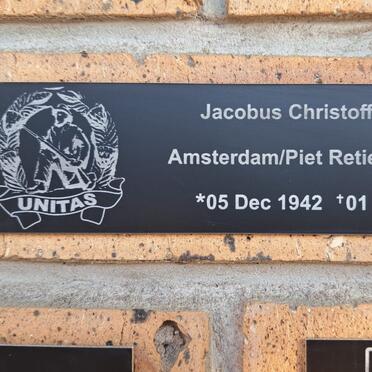 Jacobus Christoff
Amsterdam/Piet Retie
*05 Dec 1942 †01
UNITAS